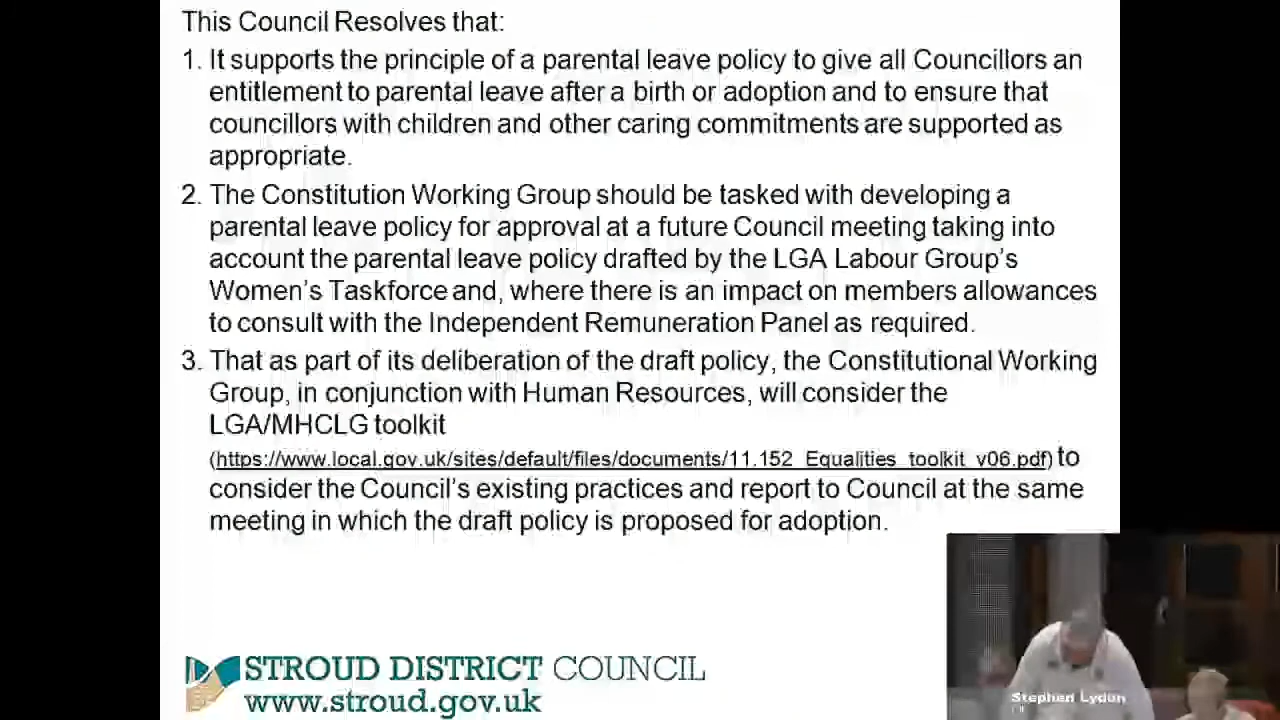 This Council Resolves that:
1. It supports the principle of a parental leave policy to give all Councillors an
entitlement to parental leave after a birth or adoption and to ensure that
councillors with children and other caring commitments are supported as
appropriate.
2. The Constitution Working Group should be tasked with developing a
parental leave policy for approval at a future Council meeting taking into
account the parental leave policy drafted by the LGA Labour Group's
Women's Taskforce and, where there is an impact on members allowances
to consult with the Independent Remuneration Panel as required.
3. That as part of its deliberation of the draft policy, the Constitutional Working
Group, in conjunction with Human Resources, will consider the
LGA/MHCLG toolkit
(https://www.local.gov.uk/sites/default/files/documents/11.152_Equalities_toolkit_v06.pdf) to
consider the Council's existing practices and report to Council at the same
meeting in which the draft policy is proposed for adoption.
STROUD DISTRICT COUNCIL
www.stroud.gov.uk
Stephen Lydon